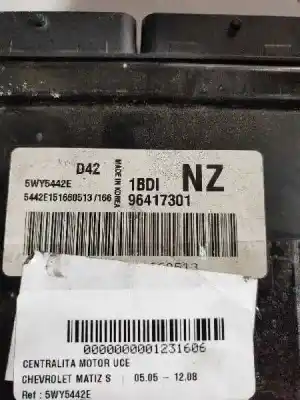 D42
MADE IN KOREA
1BDI NZ
5WY5442E
5442E151660513 /166
96417301
0000000001231606
CENTRALITA MOTOR UCE
CHEVROLET MATIZ S 05.05 - 12.08
Ref : 5WY5442E